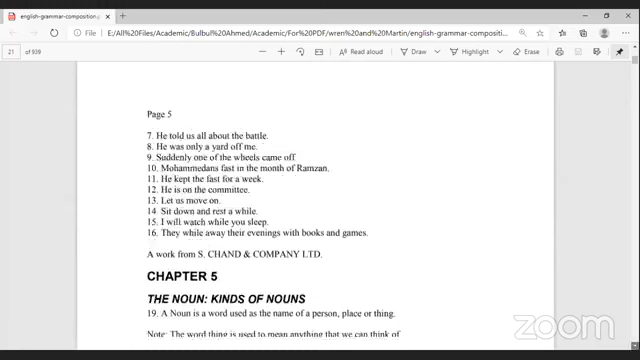 english-grammar-composition.p
File
E:/All%20Files/Academic/Bulbul%20Ahmed/Academic/For%20PDF/wren%20and%20Martin/english-grammar-composition%...
21 of 939
Read aloud
Draw
Highlight
Erase
Page 5
7. He told us all about the battle.
8. He was only a yard off me.
9. Suddenly one of the wheels came off.
10. Mohammedans fast in the month of Ramzan.
11. He kept the fast for a week.
12. He is on the committee.
13. Let us move on.
14. Sit down and rest a while.
15. I will watch while you sleep.
16. They while away their evenings with books and games.
A work from S. CHAND & COMPANY LTD.
CHAPTER 5
THE NOUN: KINDS OF NOUNS
19. A Noun is a word used as the name of a person, place or thing.
Note: The word thing is used to mean anything that we can think of
zoom